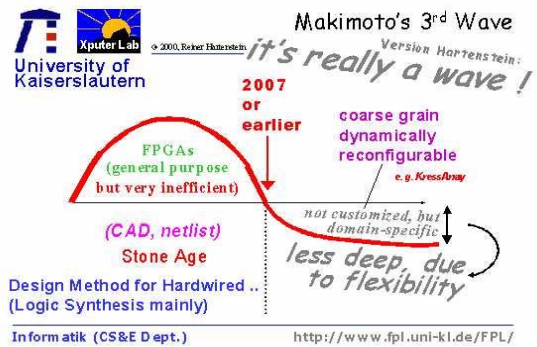 Makimoto's 3rd Wave
Xputer Lab
© 2000, Reiner Hartenstein
Version Hartenstein:
it's really a wave !
University of
Kaiserslautern
2007
or
earlier
coarse grain
dynamically
reconfigurable
e. g. KressArray
FPGAs
(general purpose
but very inefficient)
not customized, but
domain-specific
(CAD, netlist)
Stone Age
less deep, due
to flexibility
Design Method for Hardwired ..
(Logic Synthesis mainly)
Informatik (CS&E Dept.)
http://www.fpl.uni-kl.de/FPL/